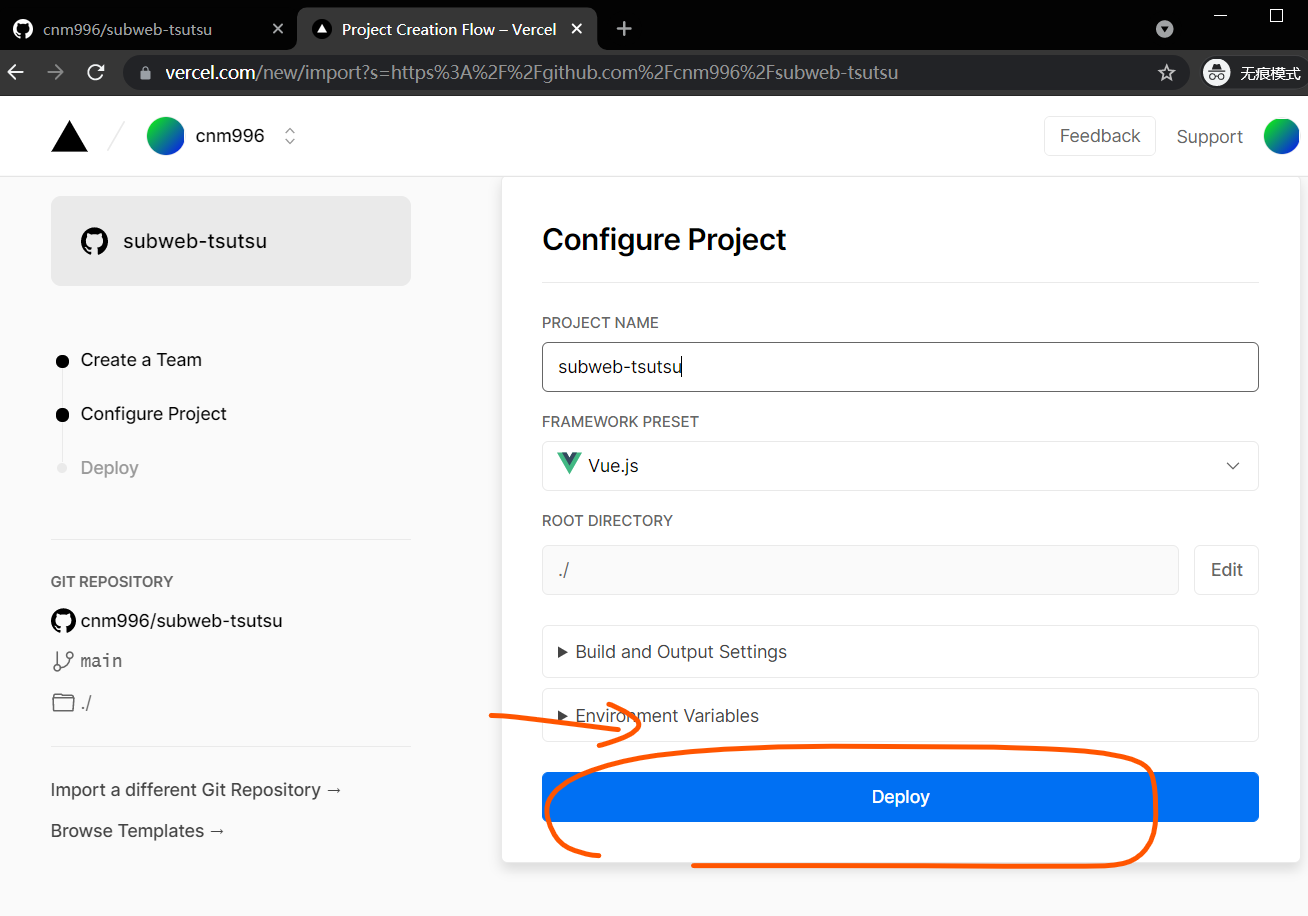 cnm996/subweb-tsutsu
Project Creation Flow – Vercel
vercel.com/new/import?s=https%3A%2F%2Fgithub.com%2Fcnm996%2Fsubweb-tsutsu
无痕模式
cnm996
Feedback
Support
subweb-tsutsu
Create a Team
Configure Project
Deploy
GIT REPOSITORY
cnm996/subweb-tsutsu
main
./
Import a different Git Repository →
Browse Templates →
Configure Project
PROJECT NAME
subweb-tsutsu
FRAMEWORK PRESET
Vue.js
ROOT DIRECTORY
./
Edit
Build and Output Settings
Environment Variables
Deploy